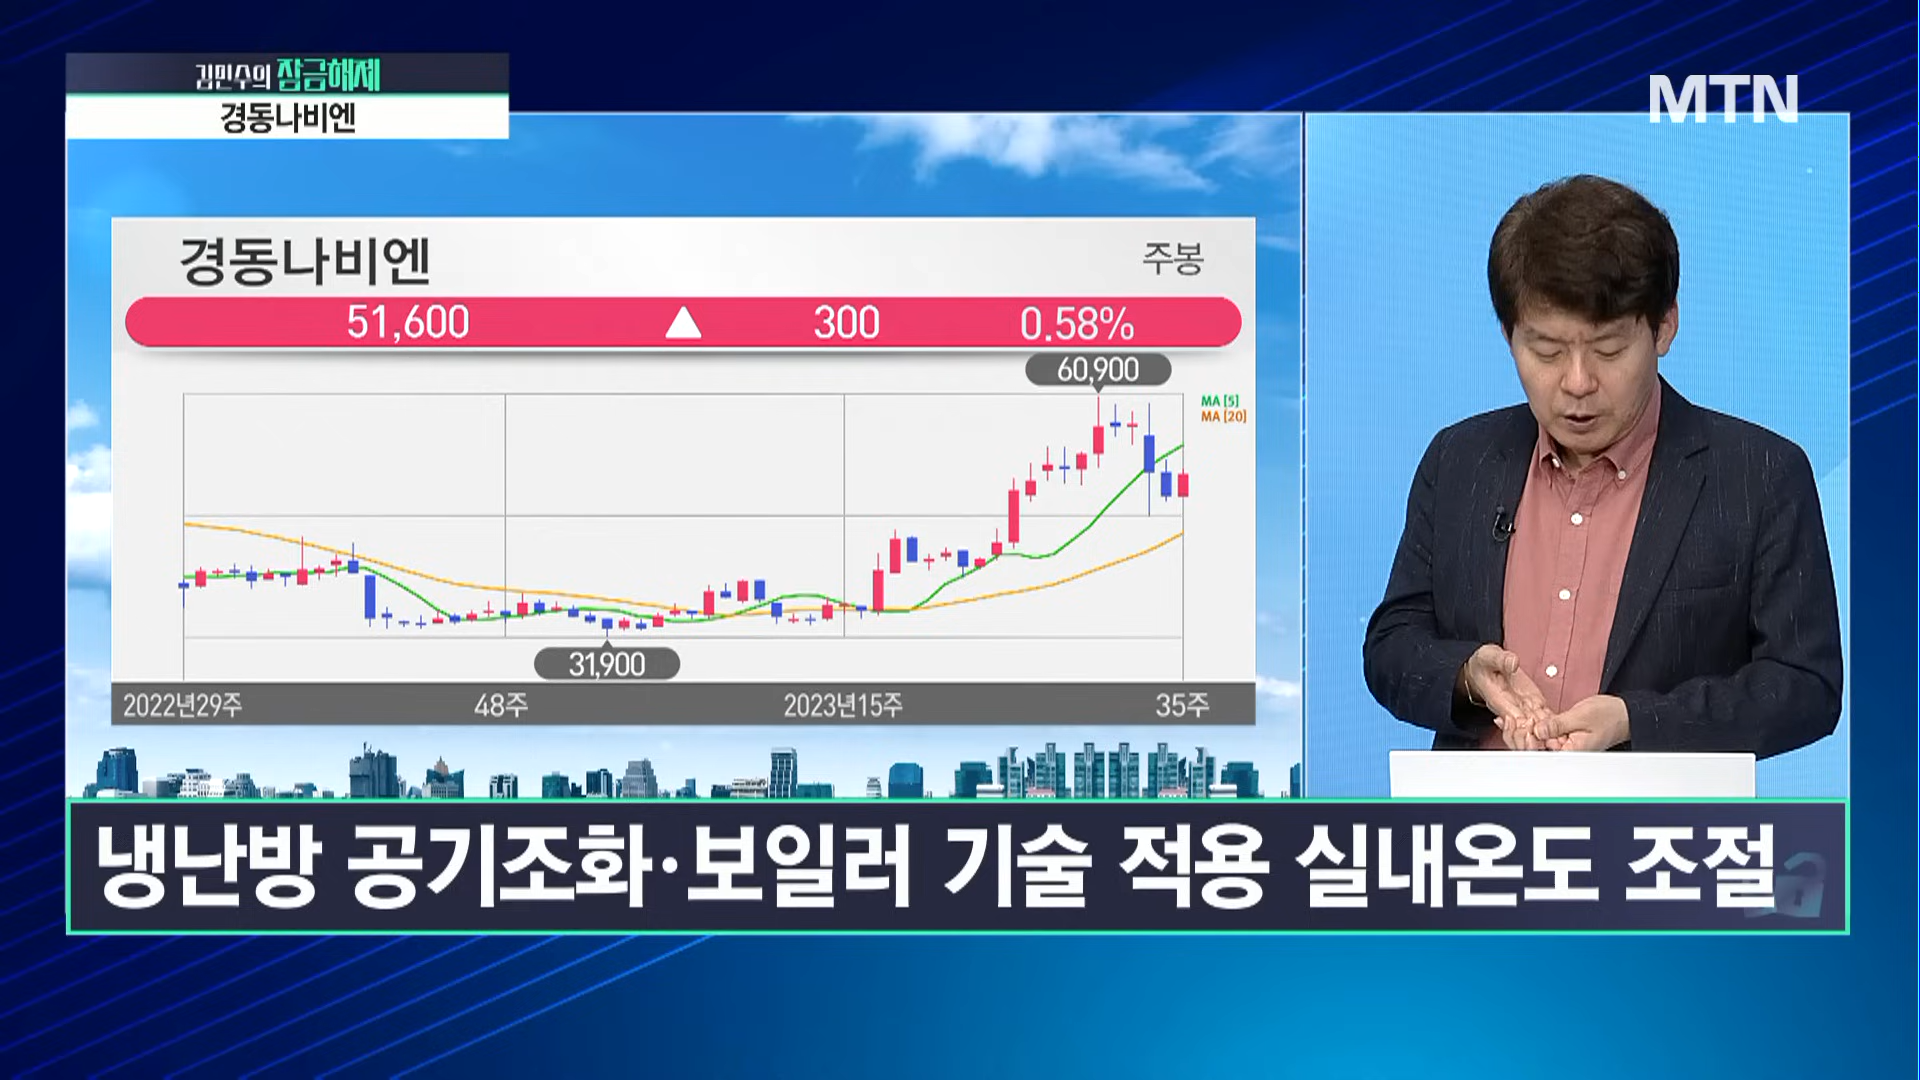 김민수의 잠금해제
경동나비엔
MTN
경동나비엔
주봉
51,600 ▲ 300 0.58%
60,900
MA [5]
MA [20]
31,900
2022년29주 48주 2023년15주 35주
냉난방 공기조화·보일러 기술 적용 실내온도 조절